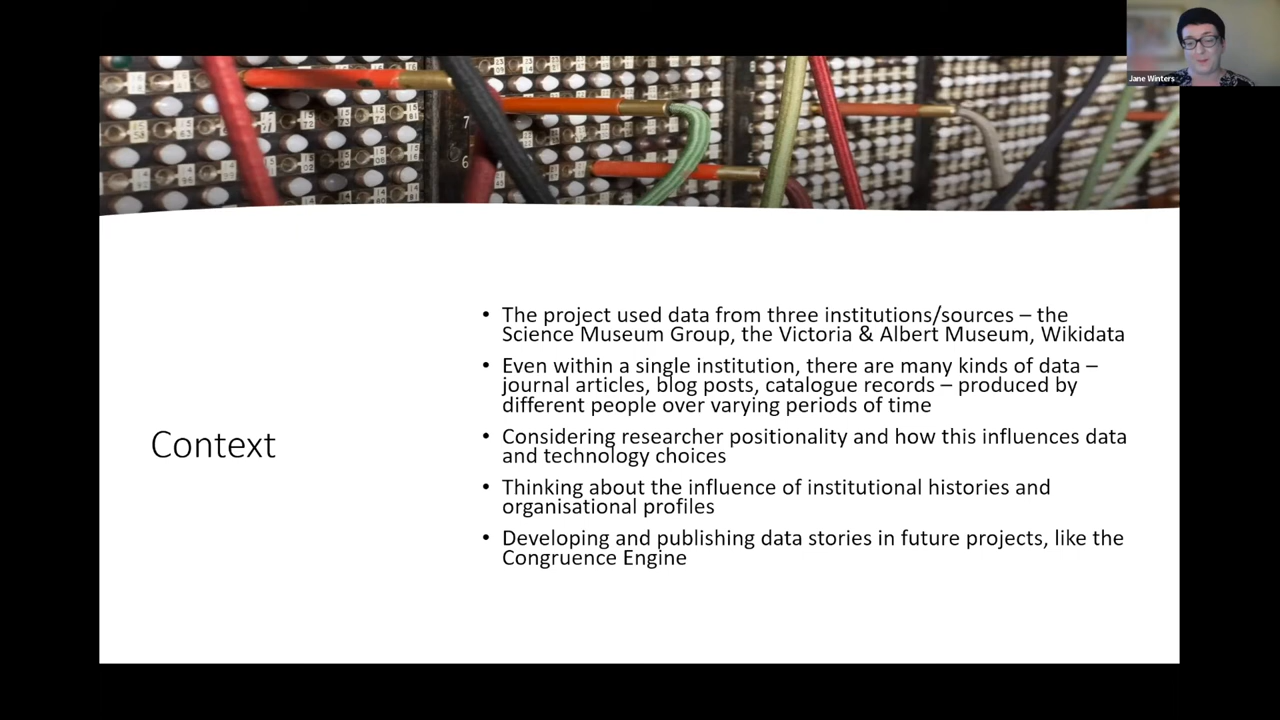 Jane Winters
7
6
Context
• The project used data from three institutions/sources – the
Science Museum Group, the Victoria & Albert Museum, Wikidata
• Even within a single institution, there are many kinds of data –
journal articles, blog posts, catalogue records – produced by
different people over varying periods of time
• Considering researcher positionality and how this influences data
and technology choices
• Thinking about the influence of institutional histories and
organisational profiles
• Developing and publishing data stories in future projects, like the
Congruence Engine